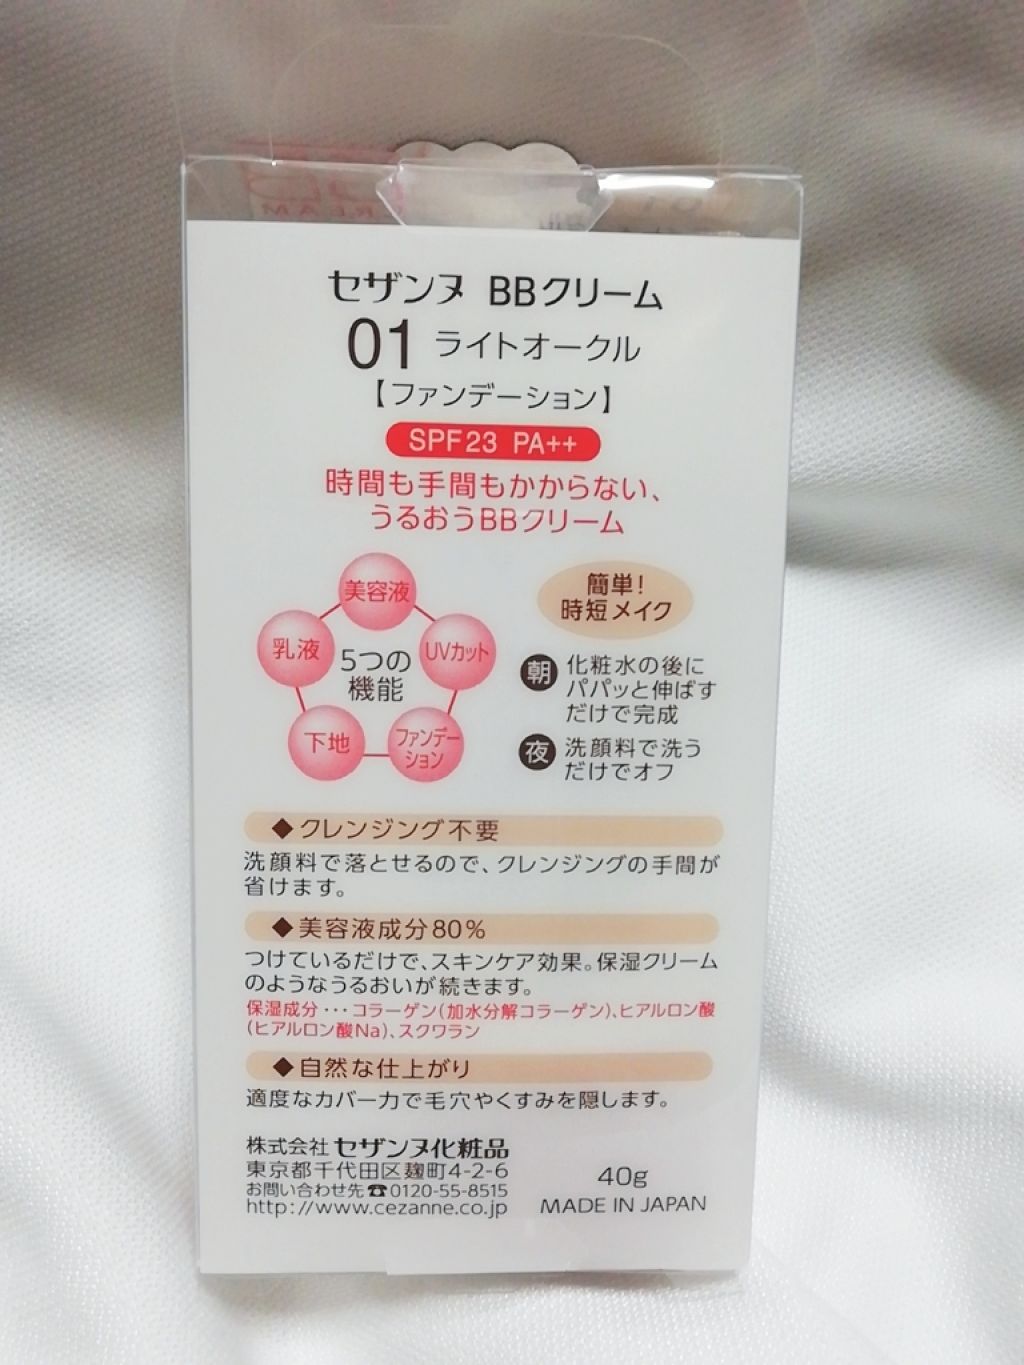 セザンヌ BBクリーム
01 ライトオークル
【ファンデーション】
SPF23 PA++
時間も手間もかからない、
うるおうBBクリーム
美容液
乳液
UVカット
5つの
機能
下地
ファンデー
ション
簡単!
時短メイク
朝 化粧水の後に
パパッと伸ばす
だけで完成
夜 洗顔料で洗う
だけでオフ
◆クレンジング不要
洗顔料で落とせるので、クレンジングの手間が
省けます。
◆美容液成分80%
つけているだけで、スキンケア効果。保湿クリーム
のようなうるおいが続きます。
保湿成分・・・コラーゲン(加水分解コラーゲン)、ヒアルロン酸
(ヒアルロン酸Na)、スクワラン
◆自然な仕上がり
適度なカバー力で毛穴やくすみを隠します。
株式会社 セザンヌ化粧品
東京都千代田区麹町4-2-6
お問い合わせ先☎0120-55-8515
http://www.cezanne.co.jp
40g
MADE IN JAPAN